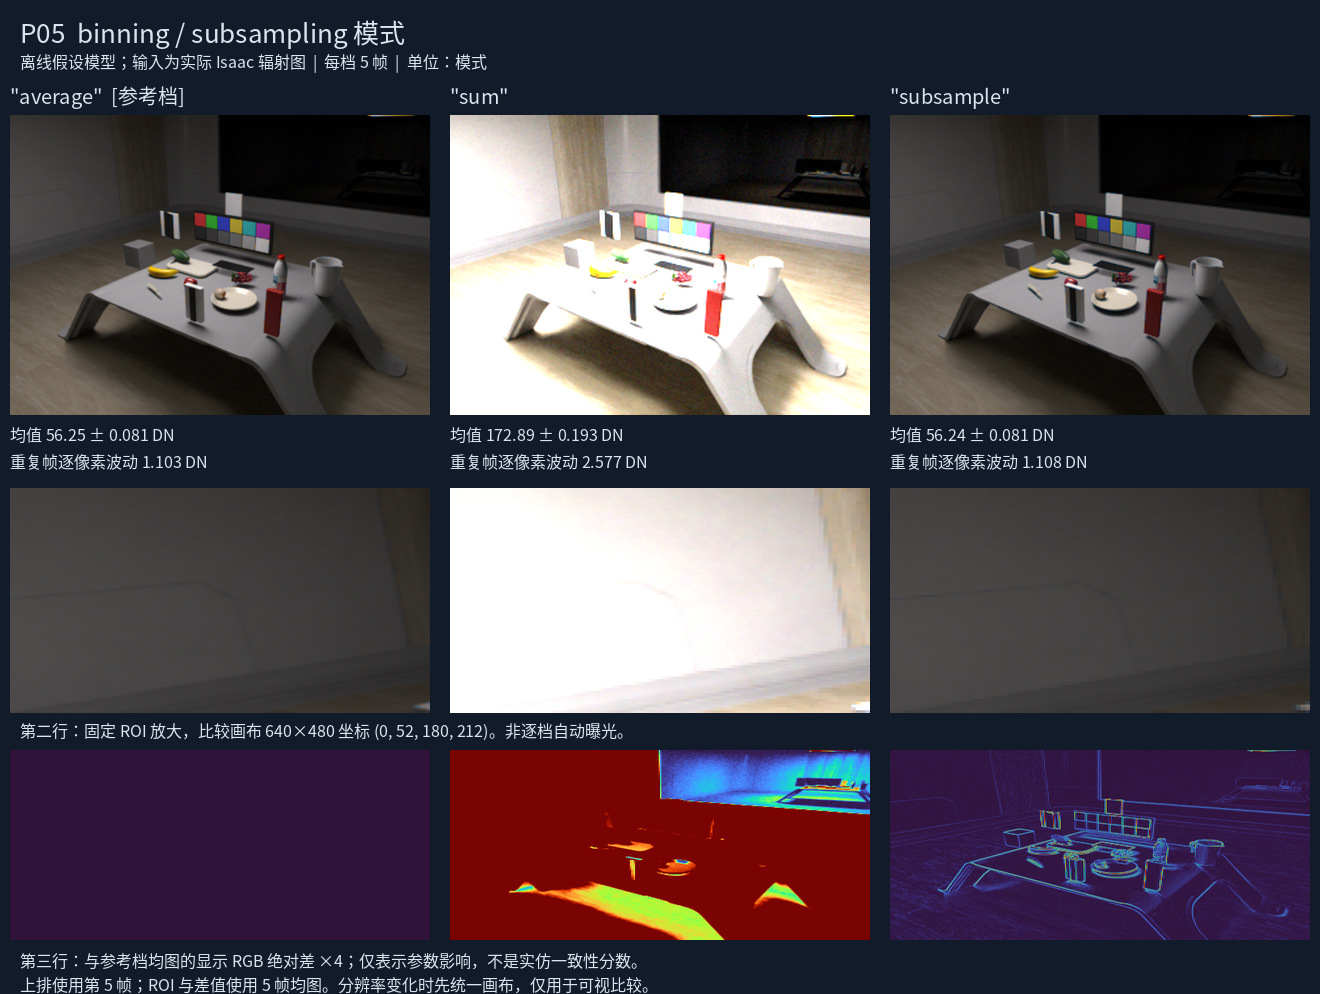 P05 binning / subsampling 模式
离线假设模型；输入为实际 Isaac 辐射图 | 每档 5 帧 | 单位：模式
"average" [参考档]
"sum"
"subsample"
均值 56.25 ± 0.081 DN
重复帧逐像素波动 1.103 DN
均值 172.89 ± 0.193 DN
重复帧逐像素波动 2.577 DN
均值 56.24 ± 0.081 DN
重复帧逐像素波动 1.108 DN
第二行：固定 ROI 放大，比较画布 640×480 坐标 (0, 52, 180, 212)。非逐档自动曝光。
第三行：与参考档均图的显示 RGB 绝对差 ×4；仅表示参数影响，不是实仿一致性分数。
上排使用第 5 帧；ROI 与差值使用 5 帧均图。分辨率变化时先统一画布，仅用于可视比较。